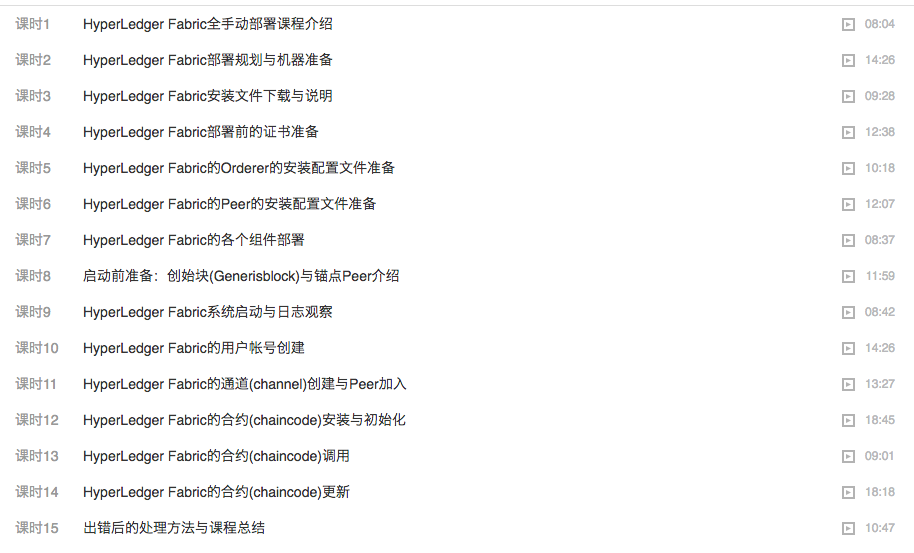 课时1 HyperLedger Fabric全手动部署课程介绍 08:04
课时2 HyperLedger Fabric部署规划与机器准备 14:26
课时3 HyperLedger Fabric安装文件下载与说明 09:28
课时4 HyperLedger Fabric部署前的证书准备 12:38
课时5 HyperLedger Fabric的Orderer的安装配置文件准备 10:18
课时6 HyperLedger Fabric的Peer的安装配置文件准备 12:07
课时7 HyperLedger Fabric的各个组件部署 08:37
课时8 启动前准备：创始块(Generisblock)与锚点Peer介绍 11:59
课时9 HyperLedger Fabric系统启动与日志观察 08:42
课时10 HyperLedger Fabric的用户帐号创建 14:26
课时11 HyperLedger Fabric的通道(channel)创建与Peer加入 13:27
课时12 HyperLedger Fabric的合约(chaincode)安装与初始化 18:45
课时13 HyperLedger Fabric的合约(chaincode)调用 09:01
课时14 HyperLedger Fabric的合约(chaincode)更新 18:18
课时15 出错后的处理方法与课程总结 10:47